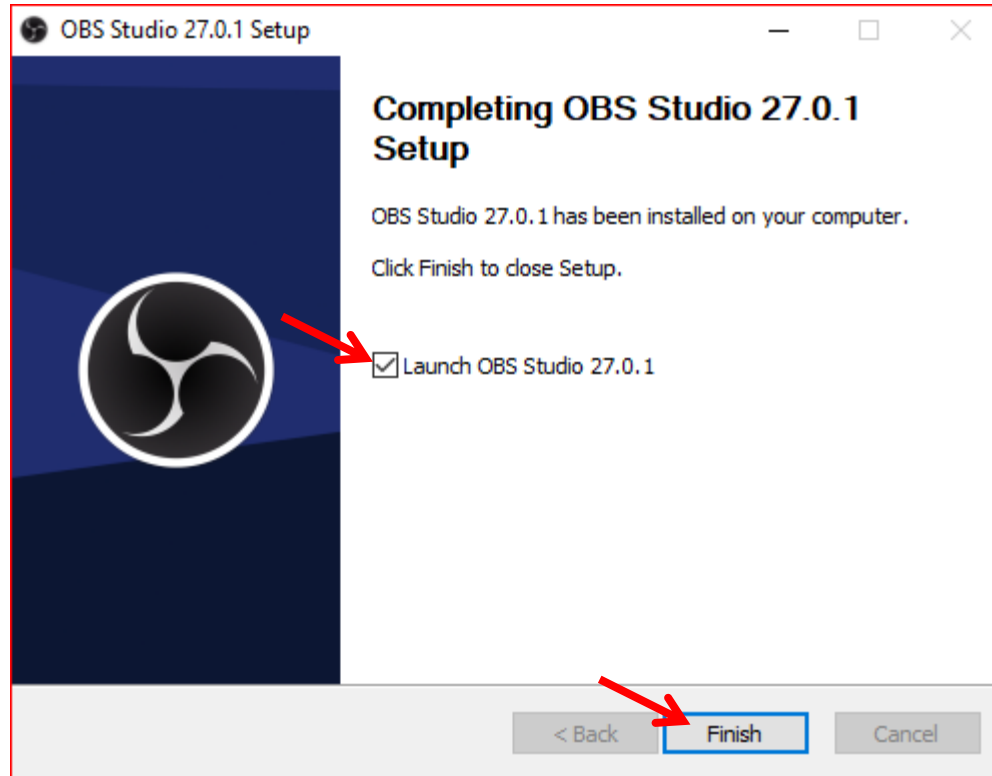 OBS Studio 27.0.1 Setup
Completing OBS Studio 27.0.1
Setup
OBS Studio 27.0.1 has been installed on your computer.
Click Finish to close Setup.
Launch OBS Studio 27.0.1
< Back Finish Cancel